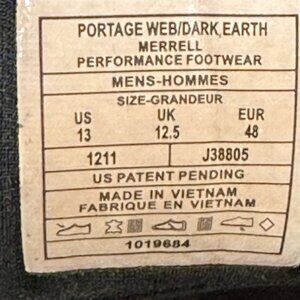 PORTAGE WEB/DARK EARTH
MERRELL
PERFORMANCE FOOTWEAR
MENS-HOMMES
SIZE-GRANDEUR
US UK EUR
13 12.5 48
1211 J38805
US PATENT PENDING
MADE IN VIETNAM
FABRIQUE EN VIETNAM
1019684